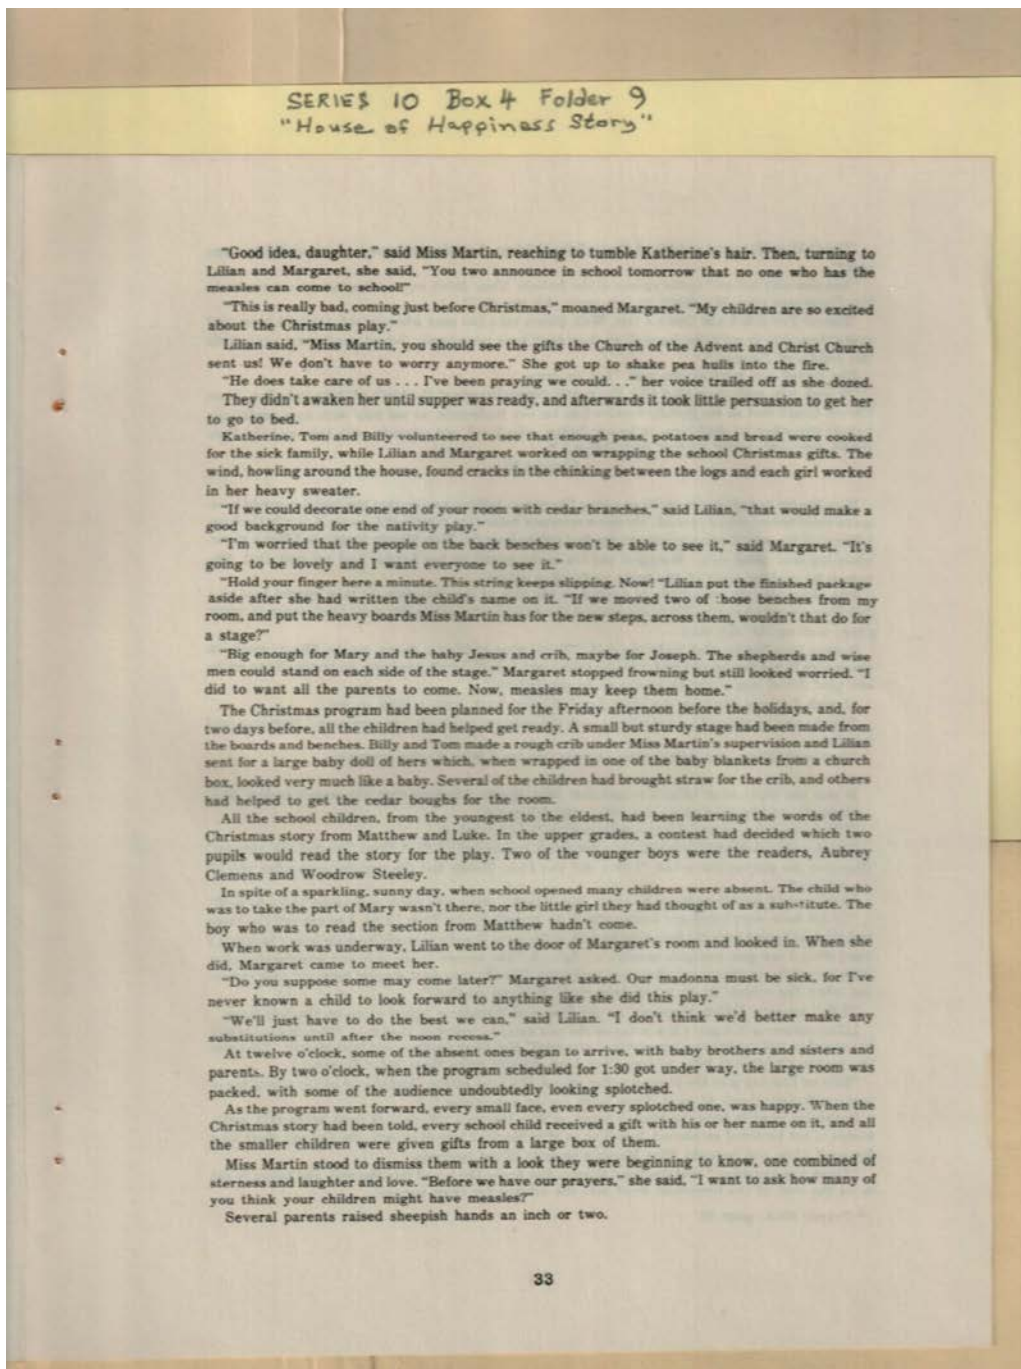 SERIES 10 Box 4 Folder 9
"House of Happiness Story"
"Good idea, daughter," said Miss Martin, reaching to tumble Katherine's hair. Then, turning to
Lilian and Margaret, she said, "You two announce in school tomorrow that no one who has the
measles can come to school!"
"This is really bad, coming just before Christmas," moaned Margaret. "My children are so excited
about the Christmas play."
Lilian said, "Miss Martin, you should see the gifts the Church of the Advent and Christ Church
sent us! We don't have to worry anymore." She got up to shake pea hulls into the fire.
"He does take care of us . . . I've been praying we could. . ." her voice trailed off as she dozed.
They didn't awaken her until supper was ready, and afterwards it took little persuasion to get her
to go to bed.
Katherine, Tom and Billy volunteered to see that enough peas, potatoes and bread were cooked
for the sick family, while Lilian and Margaret worked on wrapping the school Christmas gifts. The
wind, howling around the house, found cracks in the chinking between the logs and each girl worked
in her heavy sweater.
"If we could decorate one end of your room with cedar branches," said Lilian, "that would make a
good background for the nativity play."
"I'm worried that the people on the back benches won't be able to see it," said Margaret. "It's
going to be lovely and I want everyone to see it."
"Hold your finger here a minute. This string keeps slipping. Now! "Lilian put the finished package
aside after she had written the child's name on it. "If we moved two of those benches from my
room, and put the heavy boards Miss Martin has for the new steps, across them, wouldn't that do for
a stage?"
"Big enough for Mary and the baby Jesus and crib, maybe for Joseph. The shepherds and wise
men could stand on each side of the stage." Margaret stopped frowning but still looked worried. "I
did to want all the parents to come. Now, measles may keep them home."
The Christmas program had been planned for the Friday afternoon before the holidays, and, for
two days before, all the children had helped get ready. A small but sturdy stage had been made from
the boards and benches. Billy and Tom made a rough crib under Miss Martin's supervision and Lilian
sent for a large baby doll of hers which, when wrapped in one of the baby blankets from a church
box, looked very much like a baby. Several of the children had brought straw for the crib, and others
had helped to get the cedar boughs for the room.
All the school children, from the youngest to the eldest, had been learning the words of the
Christmas story from Matthew and Luke. In the upper grades, a contest had decided which two
pupils would read the story for the play. Two of the younger boys were the readers, Aubrey
Clemens and Woodrow Steeley.
In spite of a sparkling, sunny day, when school opened many children were absent. The child who
was to take the part of Mary wasn't there, nor the little girl they had thought of as a substitute. The
boy who was to read the section from Matthew hadn't come.
When work was underway, Lilian went to the door of Margaret's room and looked in. When she
did, Margaret came to meet her.
"Do you suppose some may come later?" Margaret asked. Our madonna must be sick, for I've
never known a child to look forward to anything like she did this play."
"We'll just have to do the best we can," said Lilian. "I don't think we'd better make any
substitutions until after the noon recess."
At twelve o'clock, some of the absent ones began to arrive, with baby brothers and sisters and
parents. By two o'clock, when the program scheduled for 1:30 got under way, the large room was
packed, with some of the audience undoubtedly looking splotched.
As the program went forward, every small face, even every splotched one, was happy. When the
Christmas story had been told, every school child received a gift with his or her name on it, and all
the smaller children were given gifts from a large box of them.
Miss Martin stood to dismiss them with a look they were beginning to know, one combined of
sterness and laughter and love. "Before we have our prayers," she said, "I want to ask how many of
you think your children might have measles?"
Several parents raised sheepish hands an inch or two.
33